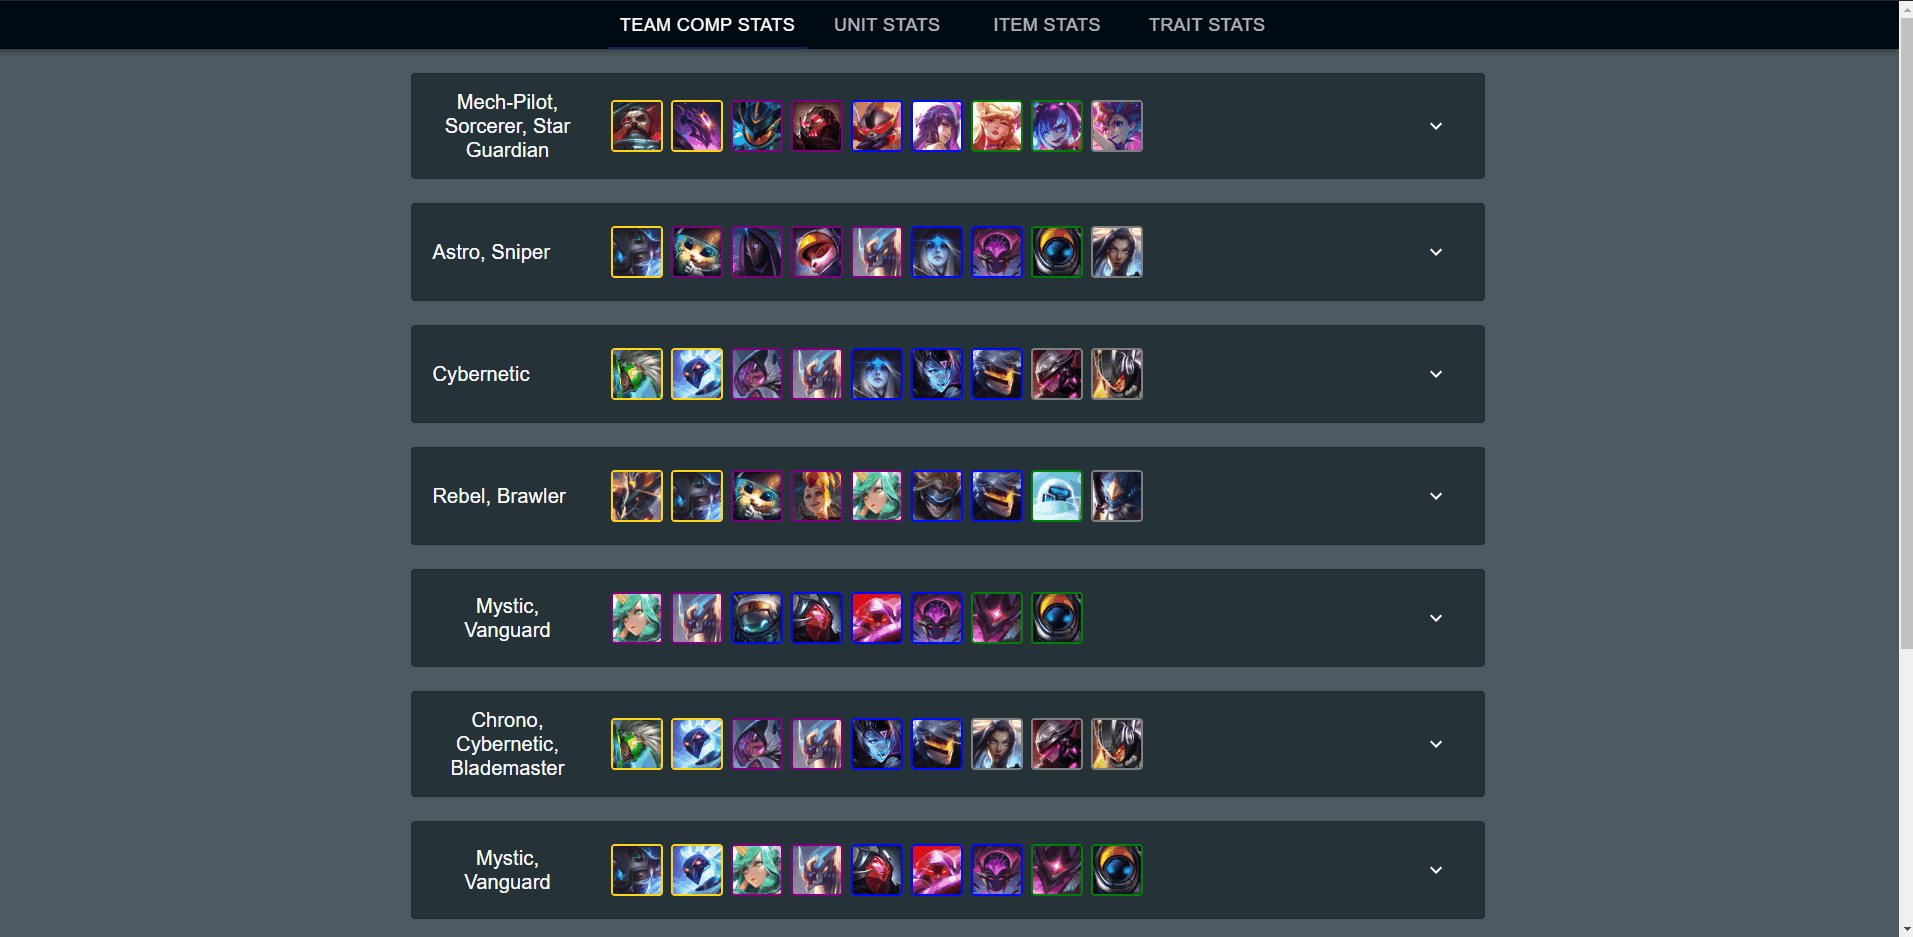 TEAM COMP STATS UNIT STATS ITEM STATS TRAIT STATS
Mech-Pilot,
Sorcerer, Star
Guardian
Astro, Sniper
Cybernetic
Rebel, Brawler
Mystic,
Vanguard
Chrono,
Cybernetic,
Blademaster
Mystic,
Vanguard